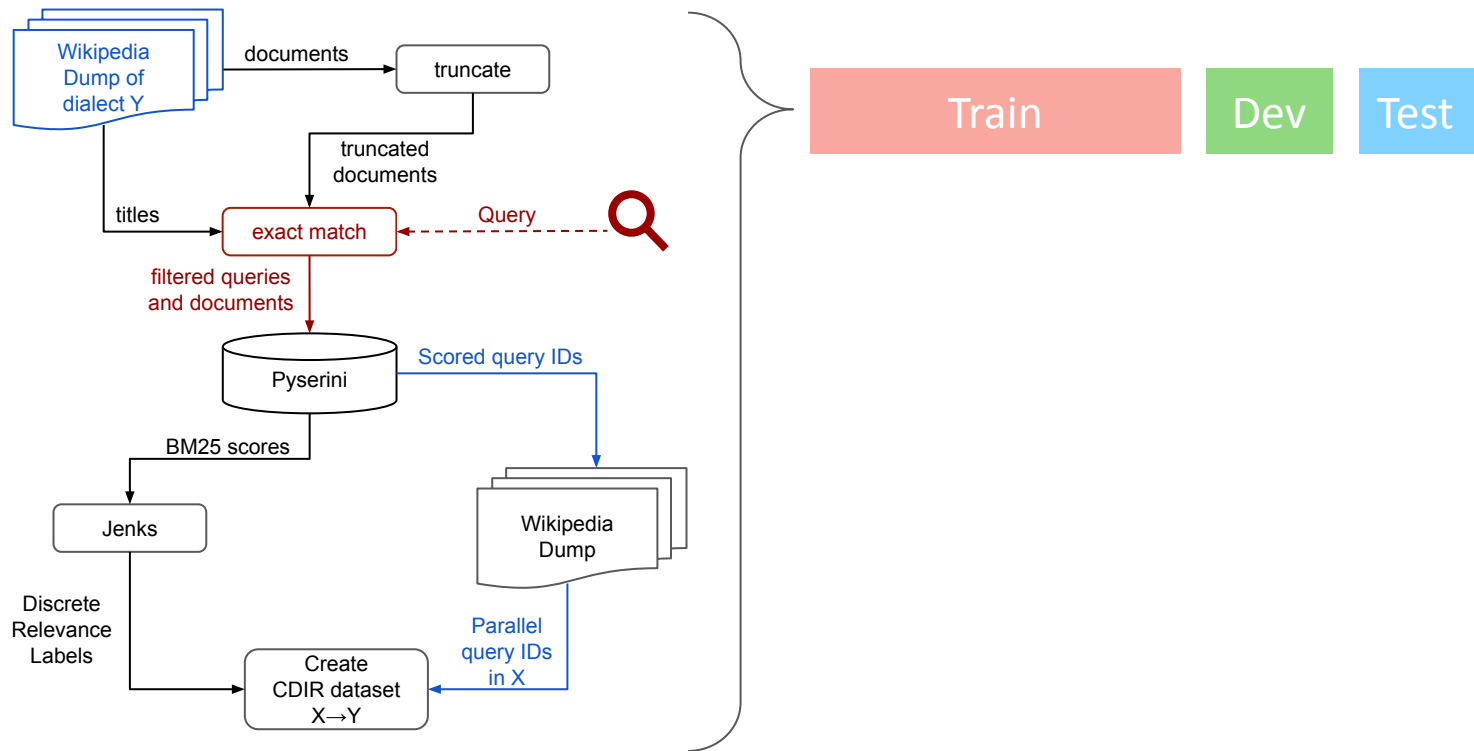 Wikipedia
Dump of
dialect Y
documents
truncate
Train
Dev
Test
truncated
documents
titles
exact match
Query
filtered queries
and documents
Pyserini
Scored query IDs
BM25 scores
Jenks
Wikipedia
Dump
Discrete
Relevance
Labels
Parallel
query IDs
in X
Create
CDIR dataset
X→Y